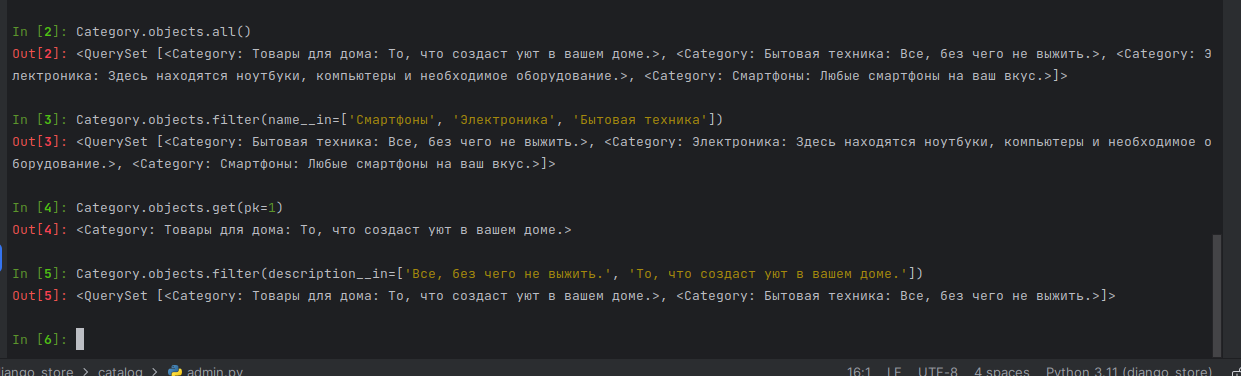 In [2]: Category.objects.all()
Out[2]: <QuerySet [<Category: Товары для дома: То, что создаст уют в вашем доме.>, <Category: Бытовая техника: Все, без чего не выжить.>, <Category: Э
лектроника: Здесь находятся ноутбуки, компьютеры и необходимое оборудование.>, <Category: Смартфоны: Любые смартфоны на ваш вкус.>]>
In [3]: Category.objects.filter(name__in=['Смартфоны', 'Электроника', 'Бытовая техника'])
Out[3]: <QuerySet [<Category: Бытовая техника: Все, без чего не выжить.>, <Category: Электроника: Здесь находятся ноутбуки, компьютеры и необходимое о
борудование.>, <Category: Смартфоны: Любые смартфоны на ваш вкус.>]>
In [4]: Category.objects.get(pk=1)
Out[4]: <Category: Товары для дома: То, что создаст уют в вашем доме.>
In [5]: Category.objects.filter(description__in=['Все, без чего не выжить.', 'То, что создаст уют в вашем доме.'])
Out[5]: <QuerySet [<Category: Товары для дома: То, что создаст уют в вашем доме.>, <Category: Бытовая техника: Все, без чего не выжить.>]>
In [6]:
django_store > catalog > admin.py 16:1 LF UTF-8 4 spaces Python 3.11 (django_store)